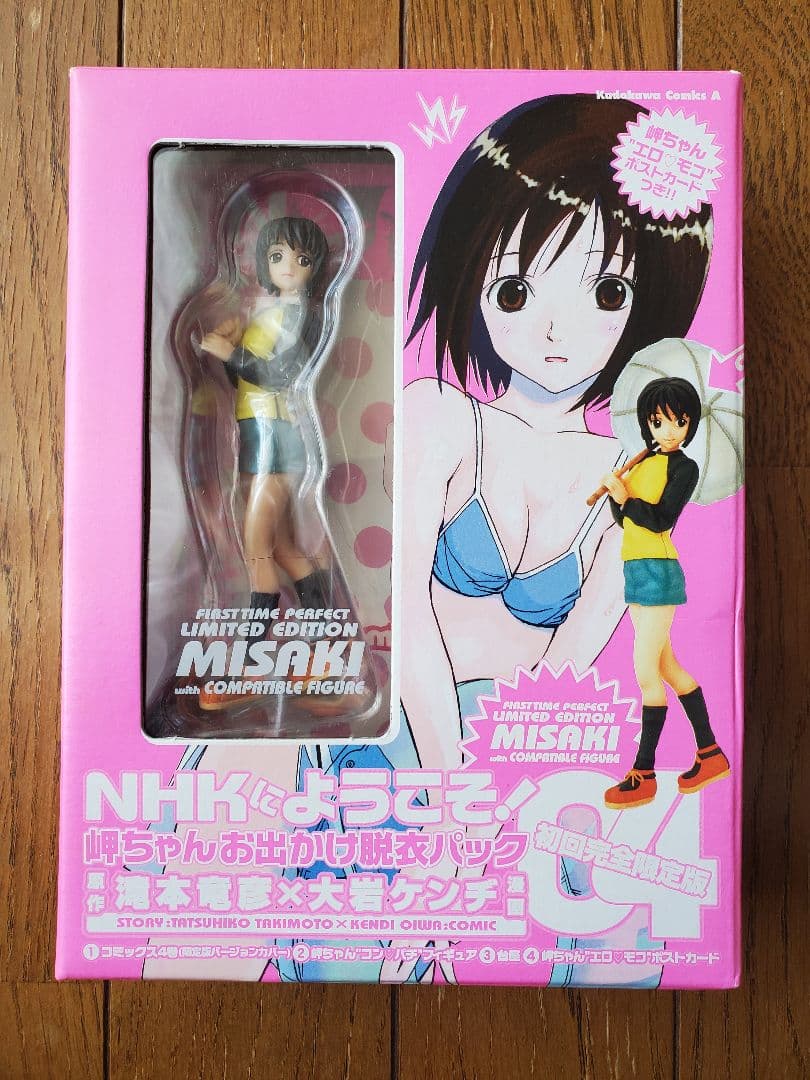 Kadokawa Comics A
岬ちゃん
"エロ♡モコ"
ポストカード
つき!!
FIRST TIME PERFECT
LIMITED EDITION
MISAKI
with COMPATIBLE FIGURE
FIRST TIME PERFECT
LIMITED EDITION
MISAKI
with COMPATIBLE FIGURE
NHKにようこそ!
04
岬ちゃんお出かけ脱衣パック
初回完全限定版
原作 滝本竜彦×大岩ケンヂ 漫画
STORY:TATSUHIKO TAKIMOTO×KENDI OIWA:COMIC
①コミックス4巻(限定版バージョンカバー)②岬ちゃん"コン♡パチ"フィギュア③台座④岬ちゃん"エロ♡モコ"ポストカード